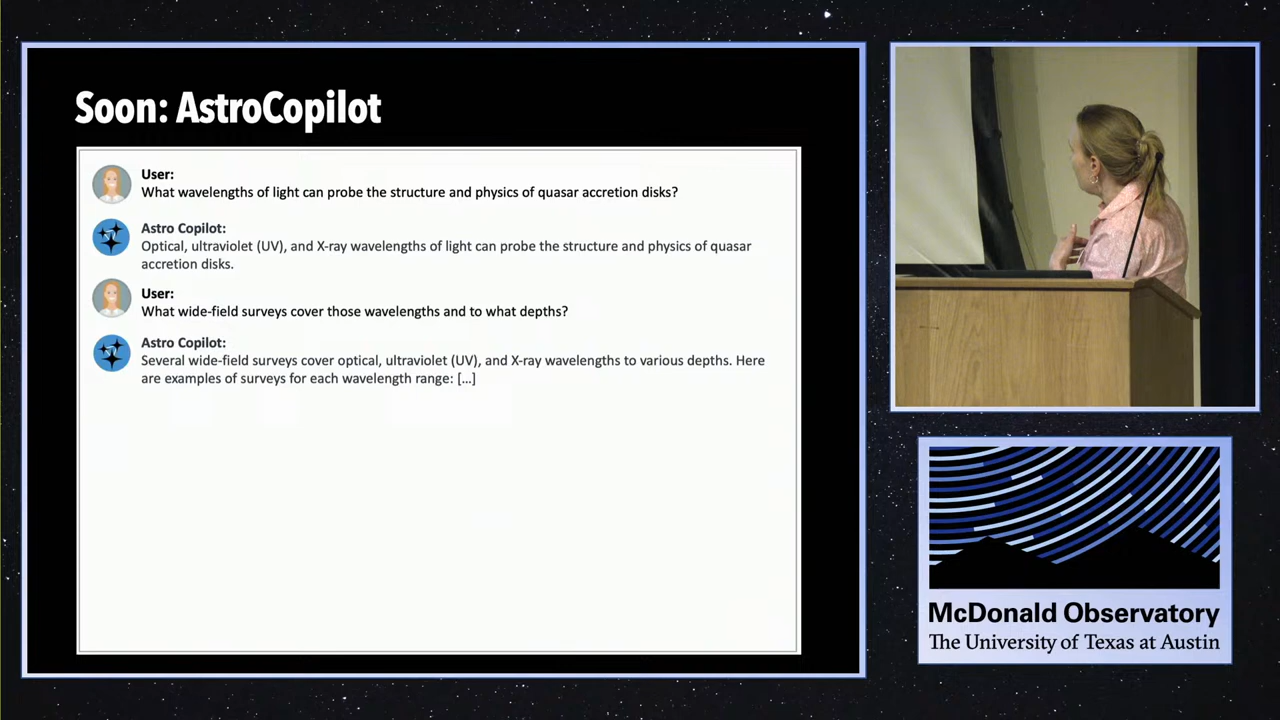 Soon: AstroCopilot
User:
What wavelengths of light can probe the structure and physics of quasar accretion disks?
Astro Copilot:
Optical, ultraviolet (UV), and X-ray wavelengths of light can probe the structure and physics of quasar
accretion disks.
User:
What wide-field surveys cover those wavelengths and to what depths?
Astro Copilot:
Several wide-field surveys cover optical, ultraviolet (UV), and X-ray wavelengths to various depths. Here
are examples of surveys for each wavelength range: […]
McDonald Observatory
The University of Texas at Austin